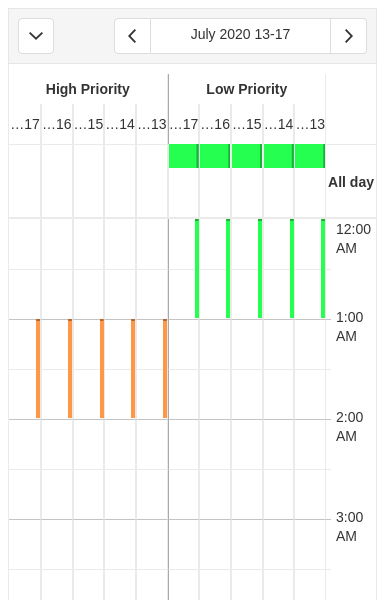 July 2020 13-17
High Priority Low Priority
...17 ...16 ...15 ...14 ...13 ...17 ...16 ...15 ...14 ...13
All day
12:00
AM
1:00
AM
2:00
AM
3:00
AM